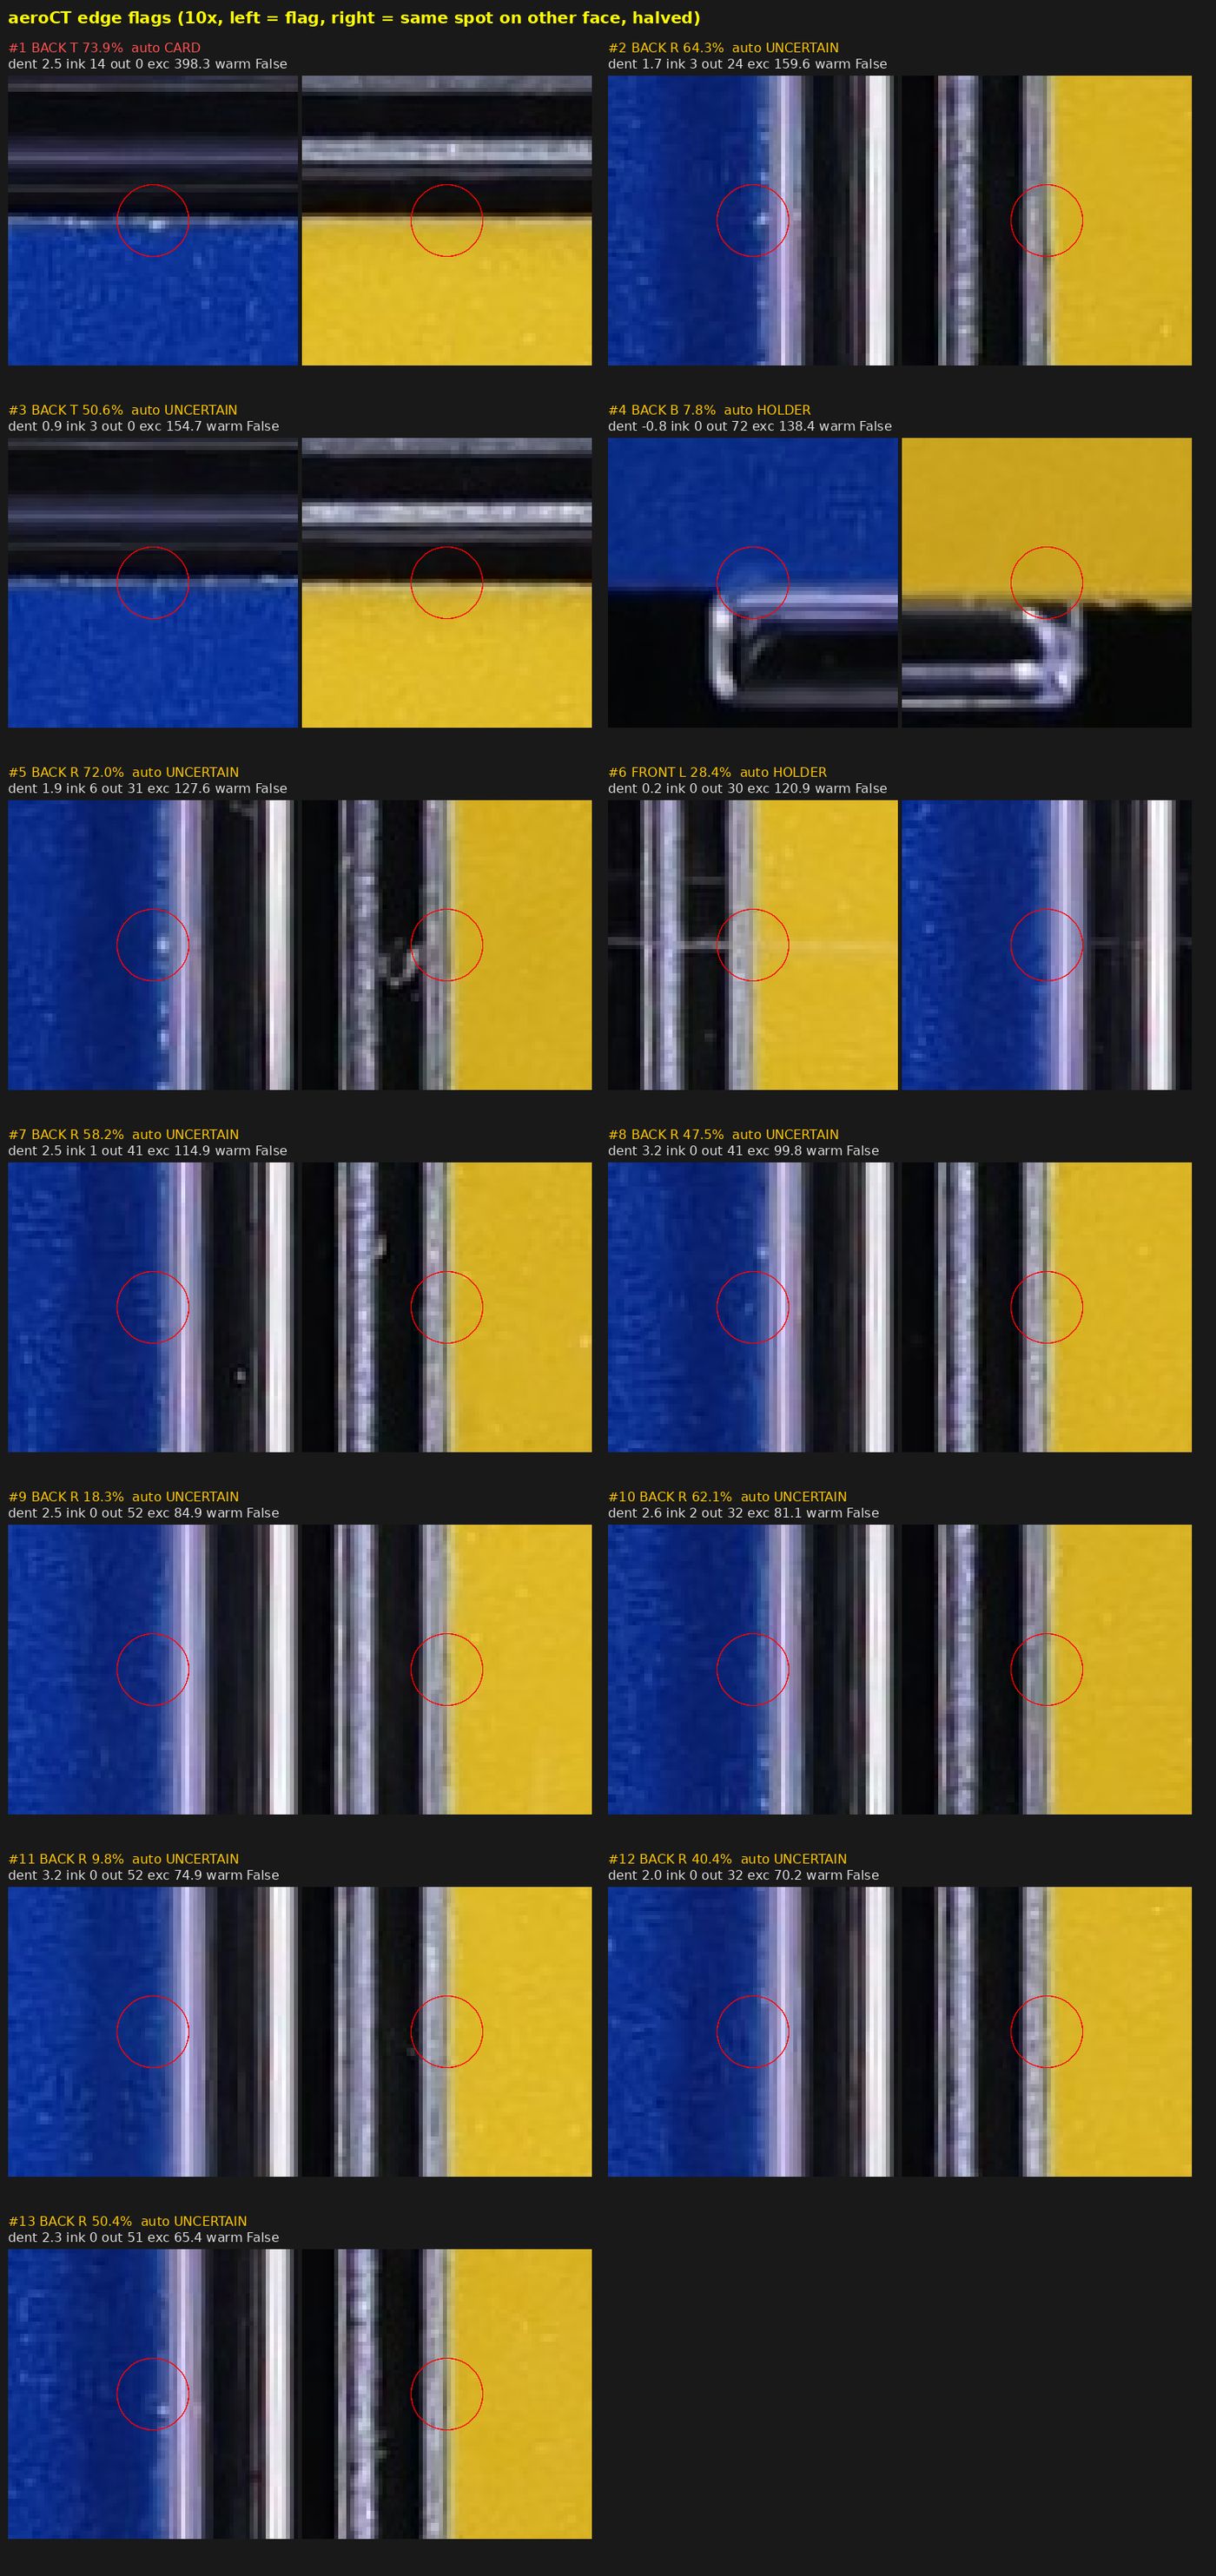 aeroCT edge flags (10x, left = flag, right = same spot on other face, halved)
#1 BACK T 73.9%  auto CARD
dent 2.5 ink 14 out 0 exc 398.3 warm False
#2 BACK R 64.3%  auto UNCERTAIN
dent 1.7 ink 3 out 24 exc 159.6 warm False
#3 BACK T 50.6%  auto UNCERTAIN
dent 0.9 ink 3 out 0 exc 154.7 warm False
#4 BACK B 7.8%  auto HOLDER
dent -0.8 ink 0 out 72 exc 138.4 warm False
#5 BACK R 72.0%  auto UNCERTAIN
dent 1.9 ink 6 out 31 exc 127.6 warm False
#6 FRONT L 28.4%  auto HOLDER
dent 0.2 ink 0 out 30 exc 120.9 warm False
#7 BACK R 58.2%  auto UNCERTAIN
dent 2.5 ink 1 out 41 exc 114.9 warm False
#8 BACK R 47.5%  auto UNCERTAIN
dent 3.2 ink 0 out 41 exc 99.8 warm False
#9 BACK R 18.3%  auto UNCERTAIN
dent 2.5 ink 0 out 52 exc 84.9 warm False
#10 BACK R 62.1%  auto UNCERTAIN
dent 2.6 ink 2 out 32 exc 81.1 warm False
#11 BACK R 9.8%  auto UNCERTAIN
dent 3.2 ink 0 out 52 exc 74.9 warm False
#12 BACK R 40.4%  auto UNCERTAIN
dent 2.0 ink 0 out 32 exc 70.2 warm False
#13 BACK R 50.4%  auto UNCERTAIN
dent 2.3 ink 0 out 51 exc 65.4 warm False